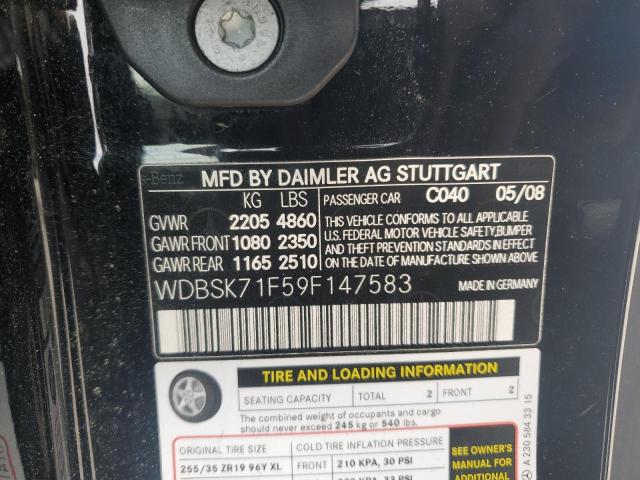 s-Benz MFD BY DAIMLER AG STUTTGART
KG LBS PASSENGER CAR C040 05/08
GVWR 2205 4860 THIS VEHICLE CONFORMS TO ALL APPLICABLE
GAWR FRONT 1080 2350 U.S. FEDERAL MOTOR VEHICLE SAFETY, BUMPER
AND THEFT PREVENTION STANDARDS IN EFFECT
GAWR REAR 1165 2510 ON THE DATE OF MANUFACTURE SHOWN ABOVE
WDBSK71F59F147583 MADE IN GERMANY
TIRE AND LOADING INFORMATION
SEATING CAPACITY TOTAL 2 FRONT 2
The combined weight of occupants and cargo
should never exceed 245 kg or 540 lbs.
ORIGINAL TIRE SIZE COLD TIRE INFLATION PRESSURE
255/35 ZR19 96Y XL FRONT 210 KPA, 30 PSI
SEE OWNER'S
MANUAL FOR
ADDITIONAL
A 230 584 33 15